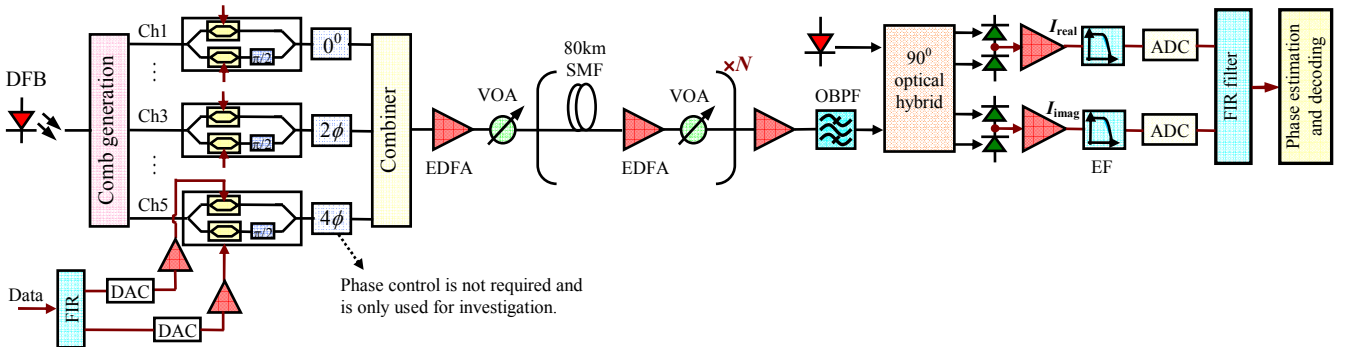 DFB
Comb generation
Ch1
π/2
0⁰
⋮
Ch3
π/2
2ϕ
⋮
Ch5
π/2
4ϕ
Combiner
Data
FIR
DAC
DAC
Phase control is not required and
is only used for investigation.
EDFA
VOA
80km
SMF
EDFA
VOA
×N
OBPF
90⁰
optical
hybrid
I_real
I_imag
EF
ADC
ADC
FIR filter
Phase estimation
and decoding